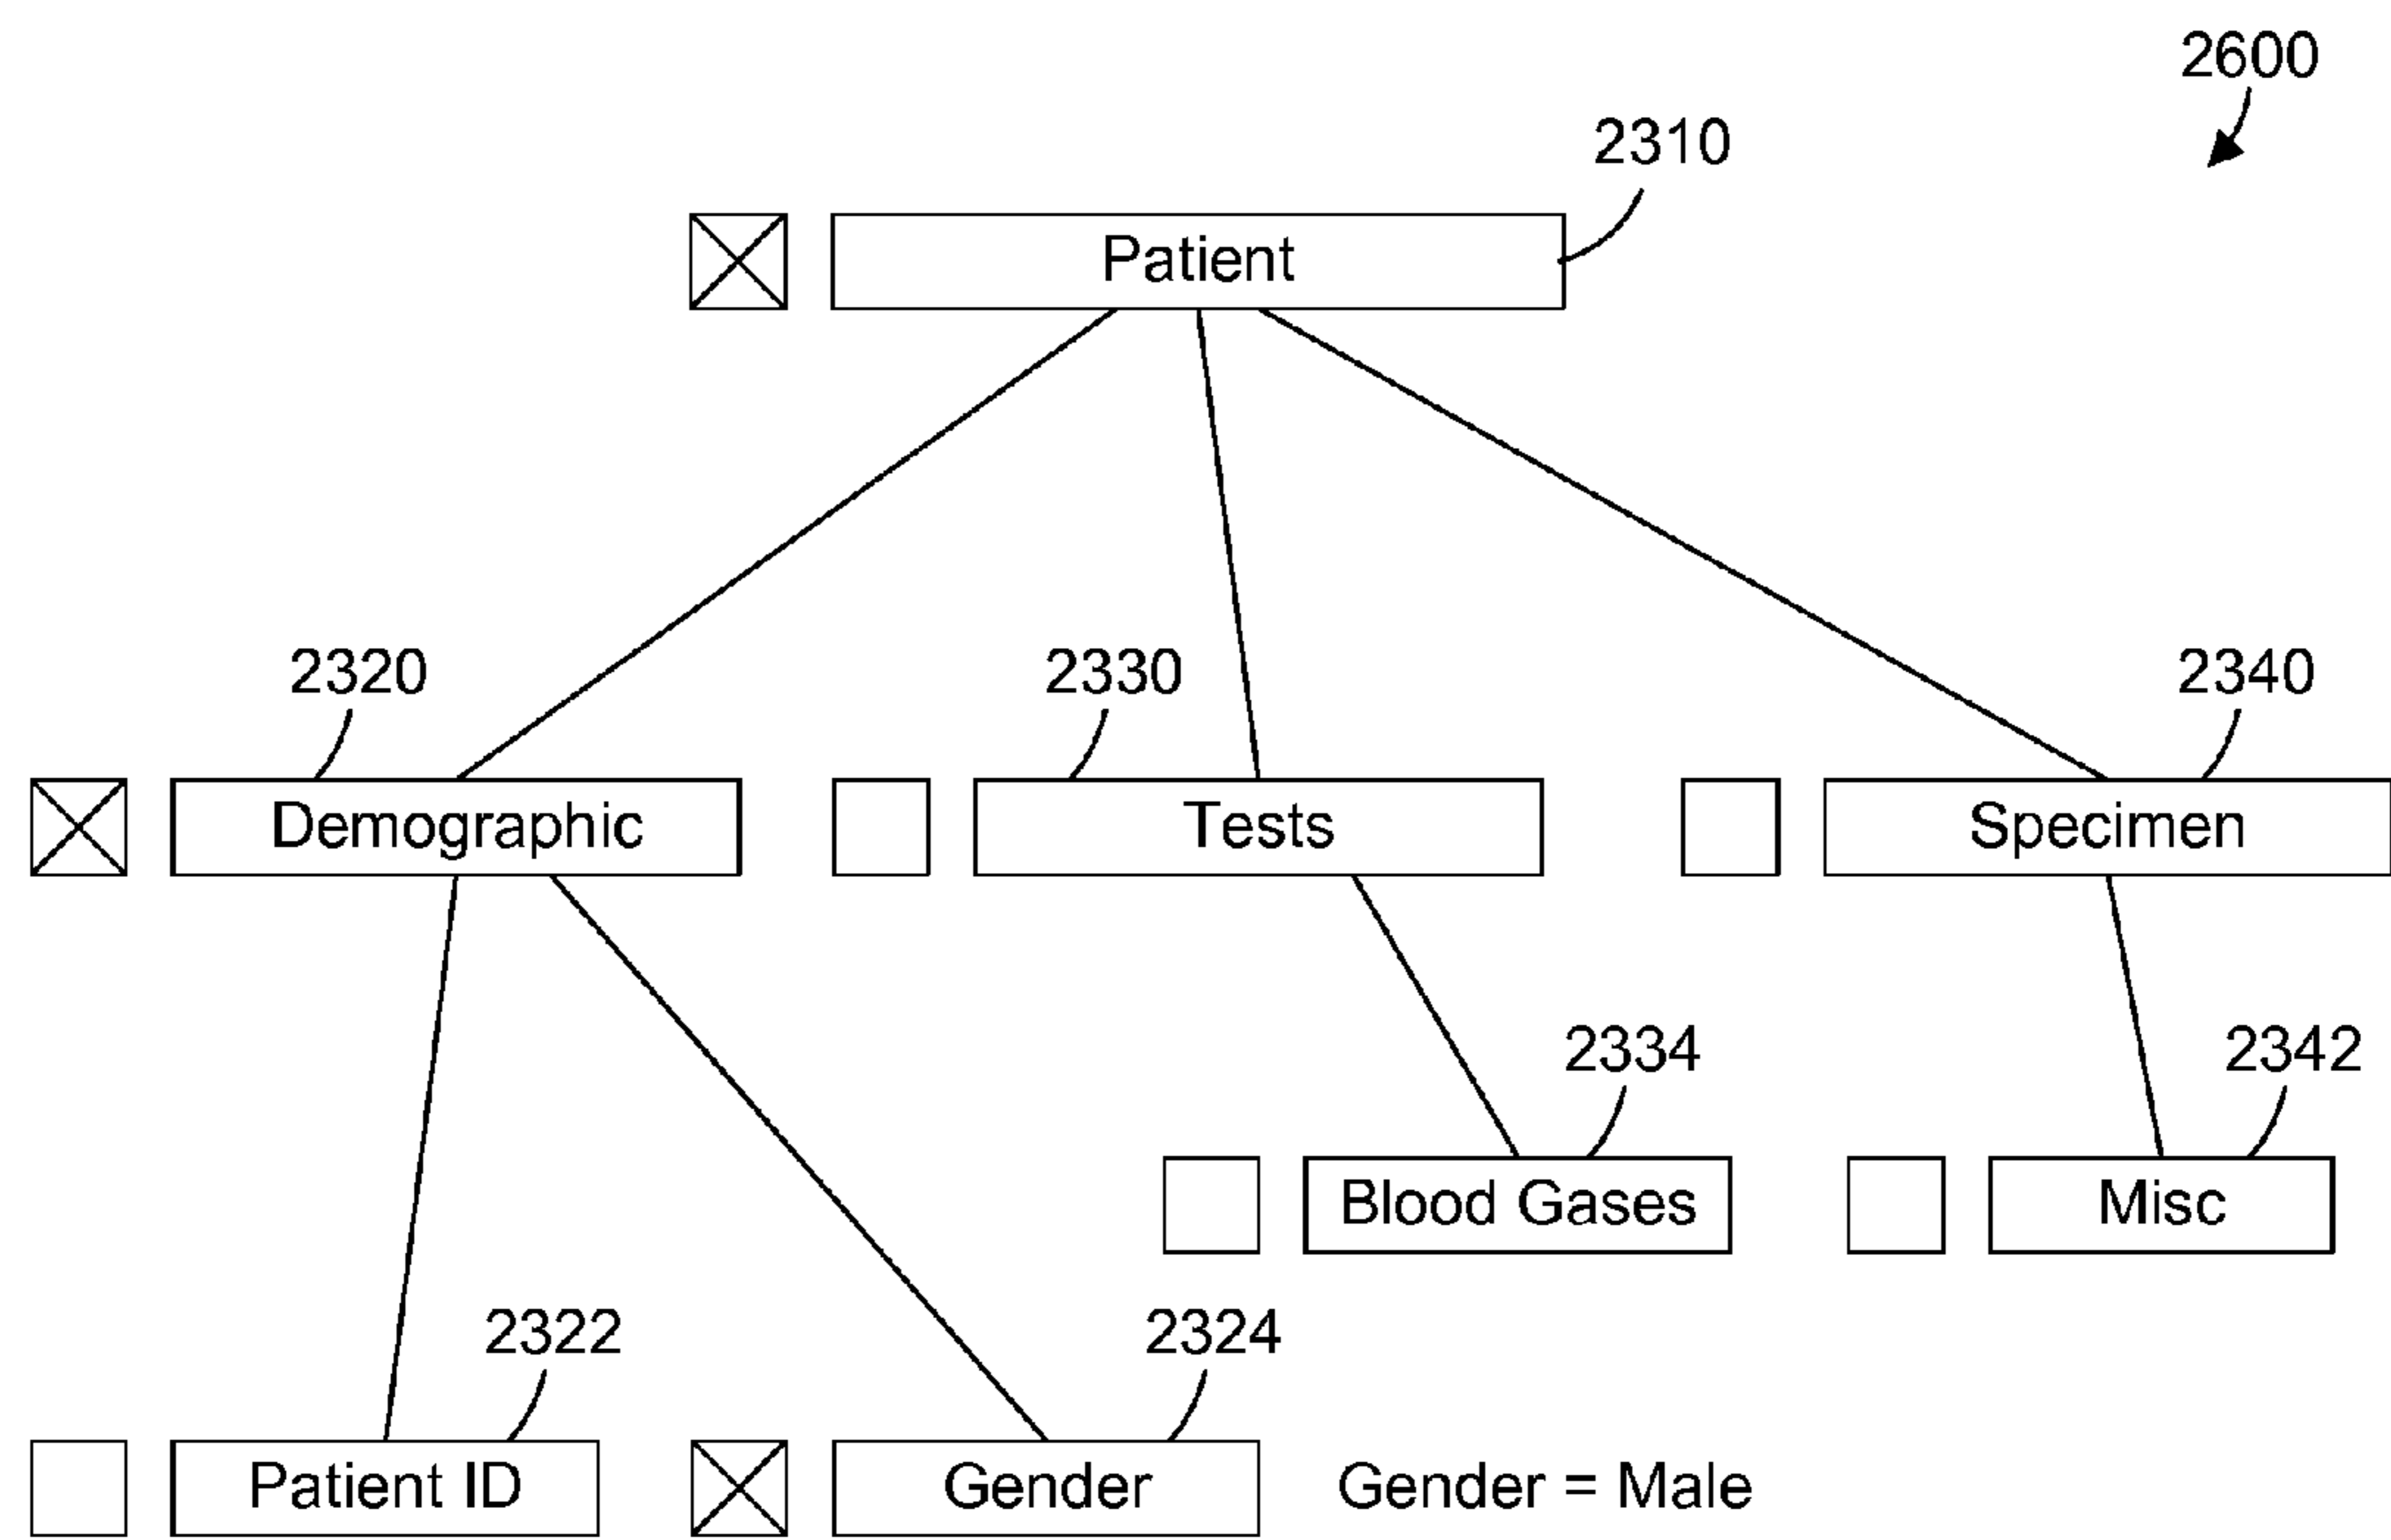 2600
2310
Patient
2320
2330
2340
Demographic
Tests
Specimen
2334
2342
Blood Gases
Misc
2322
2324
Patient ID
Gender
Gender = Male